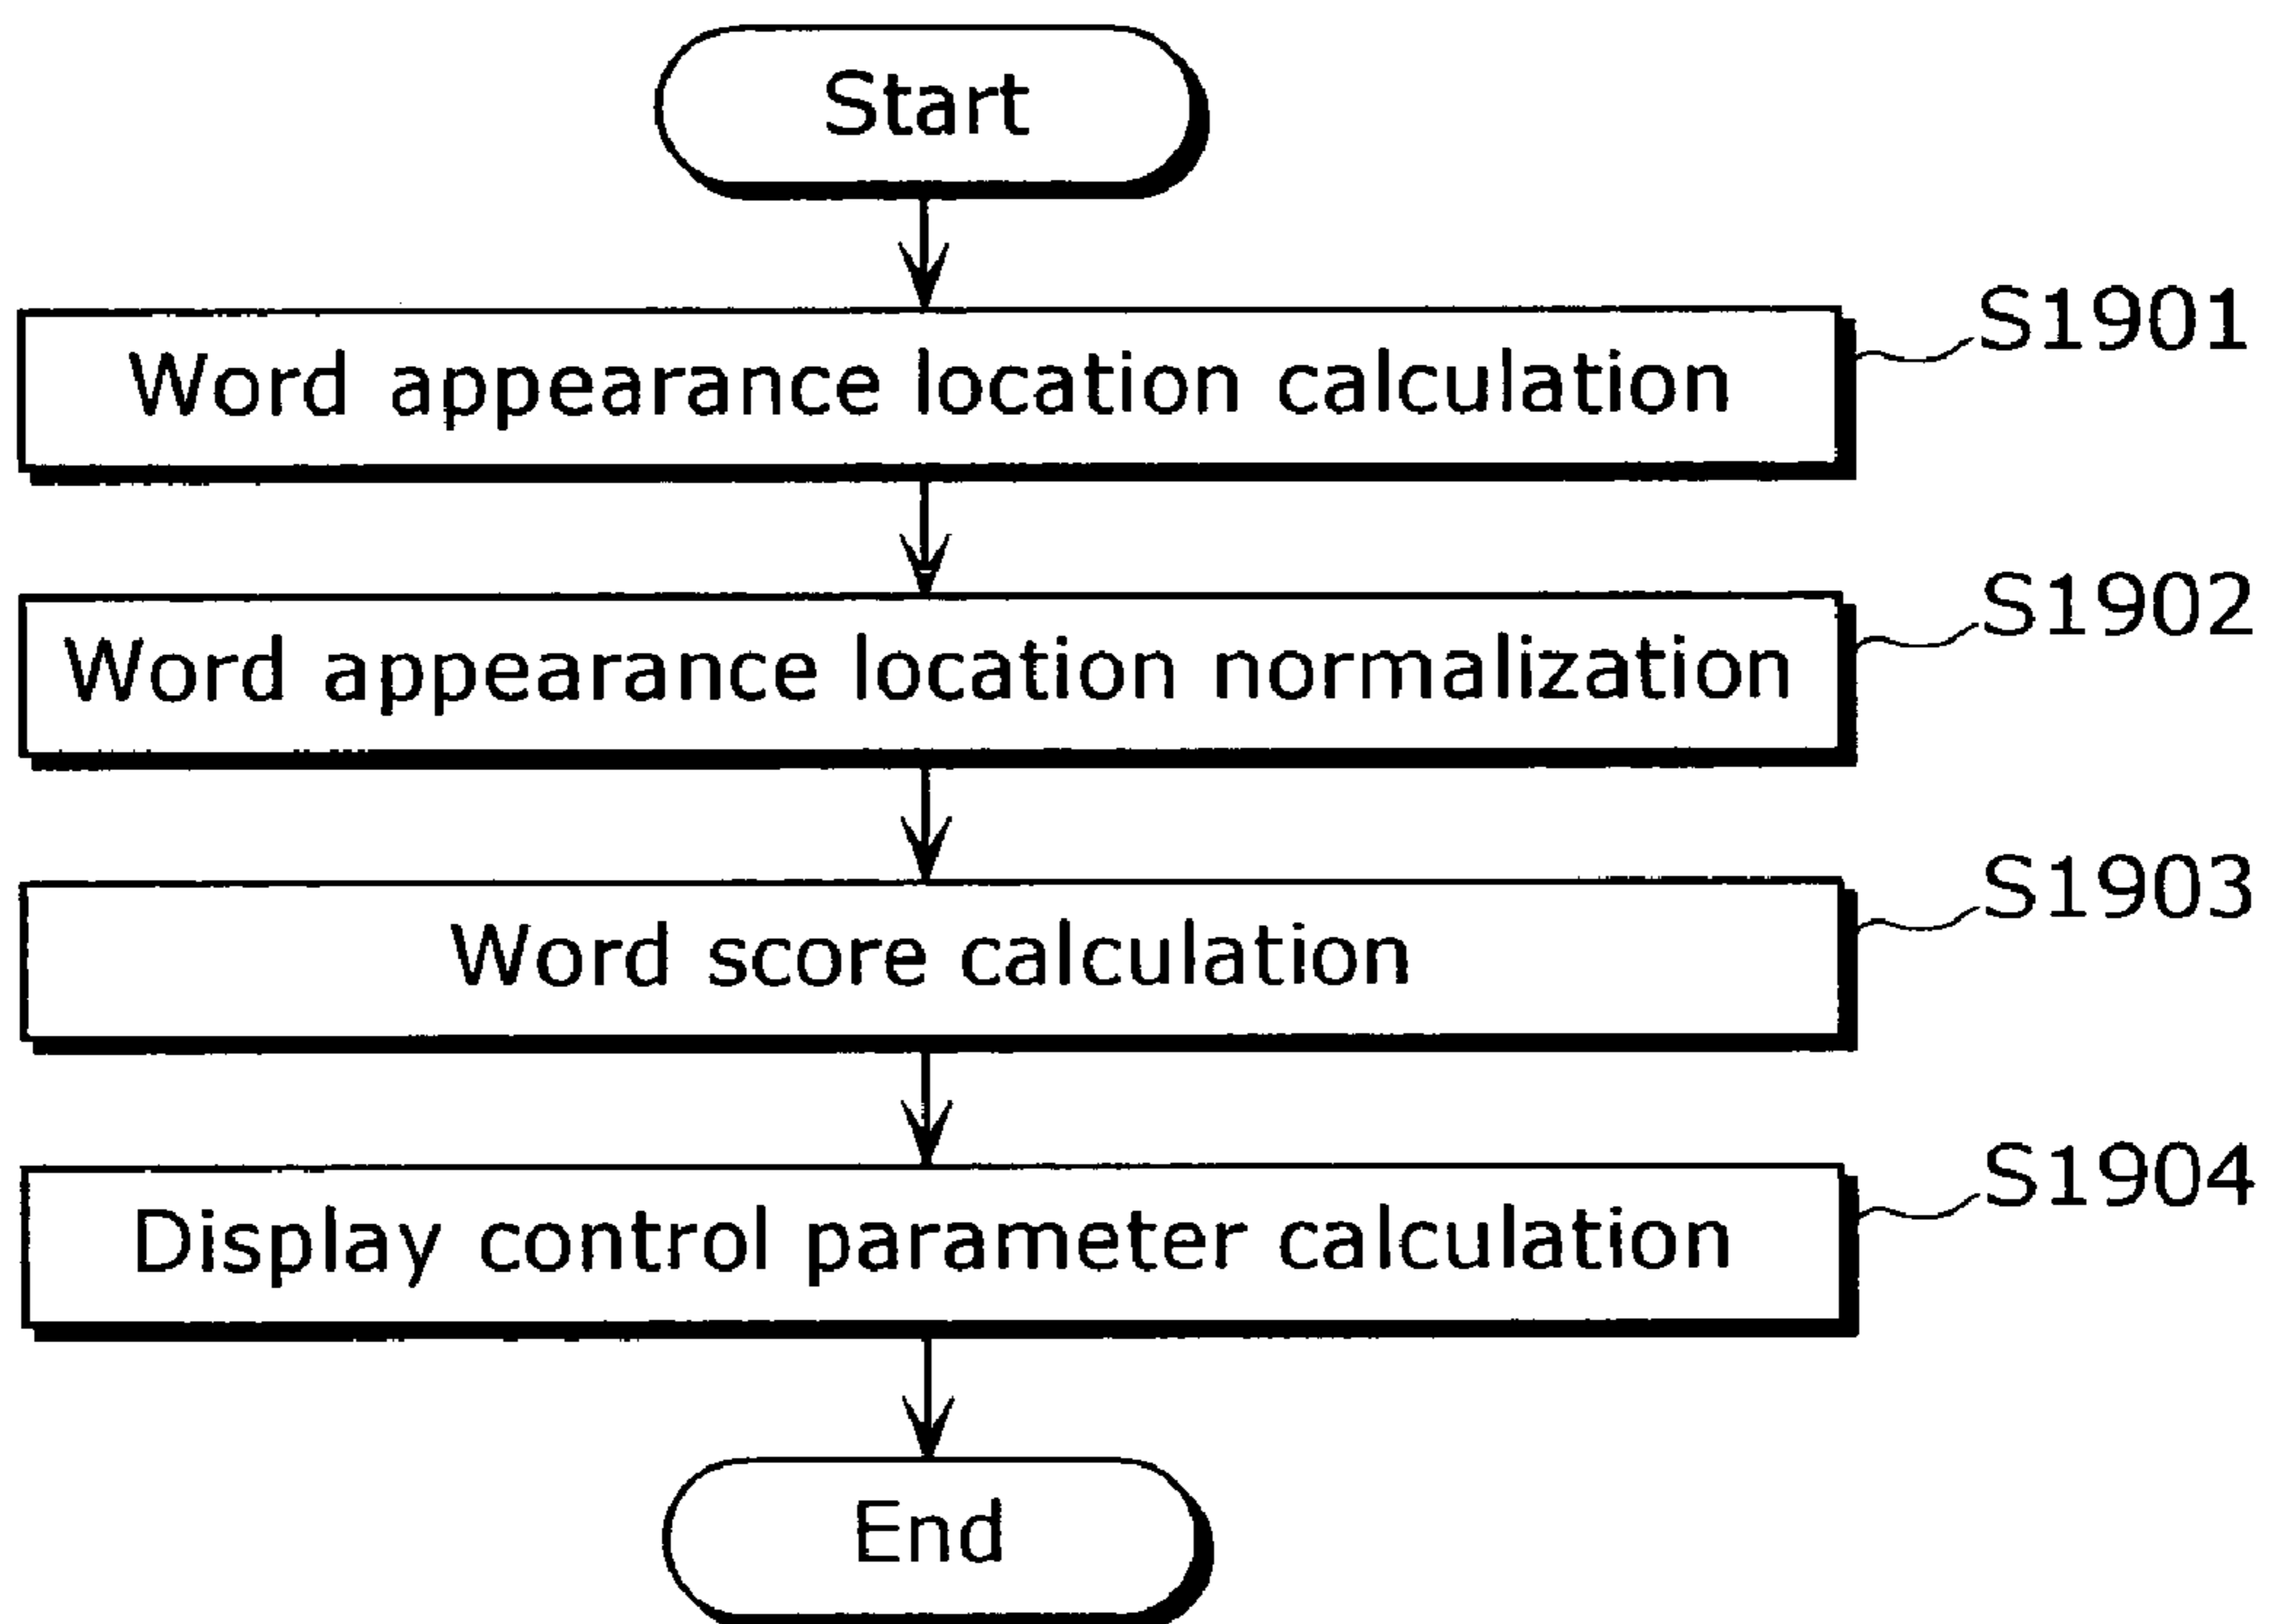 Start
Word appearance location calculation
S1901
Word appearance location normalization
S1902
Word score calculation
S1903
Display control parameter calculation
S1904
End